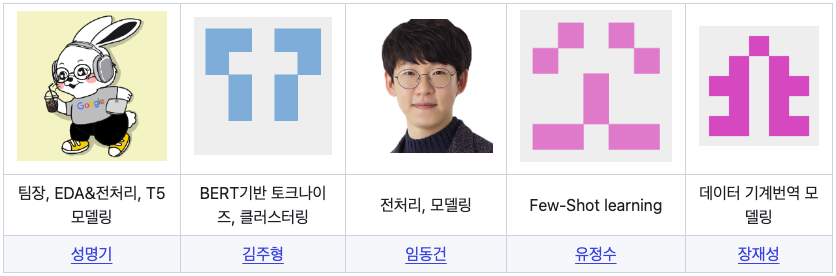 Google
팀장, EDA&전처리, T5
모델링
BERT기반 토크나이
즈, 클러스터링
전처리, 모델링
Few-Shot learning
데이터 기계번역 모
델링
성명기
김주형
임동건
유정수
장재성